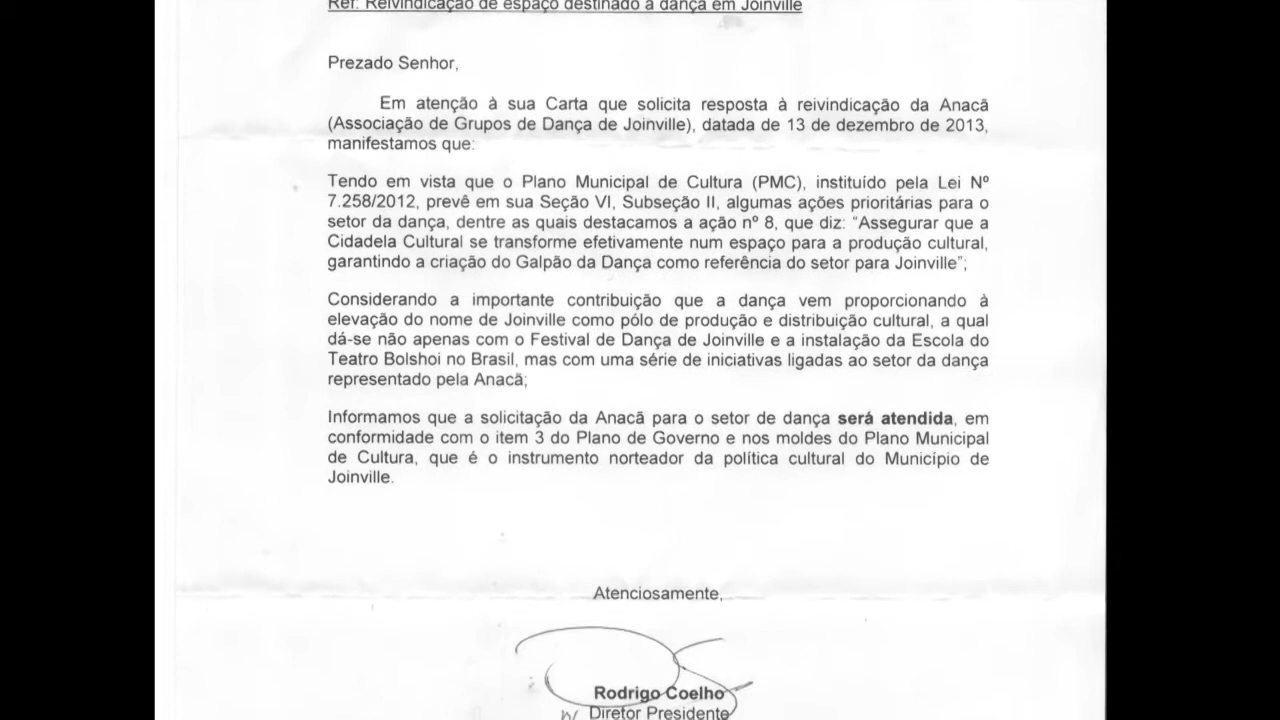 Ref: Reivindicação de espaço destinado à dança em Joinville
Prezado Senhor,
Em atenção à sua Carta que solicita resposta à reivindicação da Anacã
(Associação de Grupos de Dança de Joinville), datada de 13 de dezembro de 2013,
manifestamos que:
Tendo em vista que o Plano Municipal de Cultura (PMC), instituído pela Lei Nº
7.258/2012, prevê em sua Seção VI, Subseção II, algumas ações prioritárias para o
setor da dança, dentre as quais destacamos a ação nº 8, que diz: “Assegurar que a
Cidadela Cultural se transforme efetivamente num espaço para a produção cultural,
garantindo a criação do Galpão da Dança como referência do setor para Joinville”;
Considerando a importante contribuição que a dança vem proporcionando à
elevação do nome de Joinville como pólo de produção e distribuição cultural, a qual
dá-se não apenas com o Festival de Dança de Joinville e a instalação da Escola do
Teatro Bolshoi no Brasil, mas com uma série de iniciativas ligadas ao setor da dança
representado pela Anacã;
Informamos que a solicitação da Anacã para o setor de dança será atendida, em
conformidade com o item 3 do Plano de Governo e nos moldes do Plano Municipal
de Cultura, que é o instrumento norteador da política cultural do Município de
Joinville.
Atenciosamente,
Rodrigo Coelho
Diretor Presidente